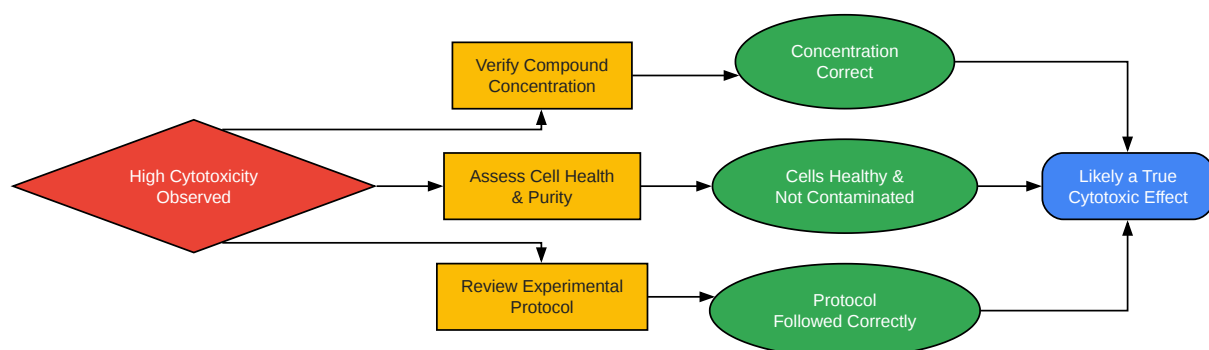 High Cytotoxicity
Observed
Verify Compound
Concentration
Concentration
Correct
Assess Cell Health
& Purity
Cells Healthy &
Not Contaminated
Likely a True
Cytotoxic Effect
Review Experimental
Protocol
Protocol
Followed Correctly